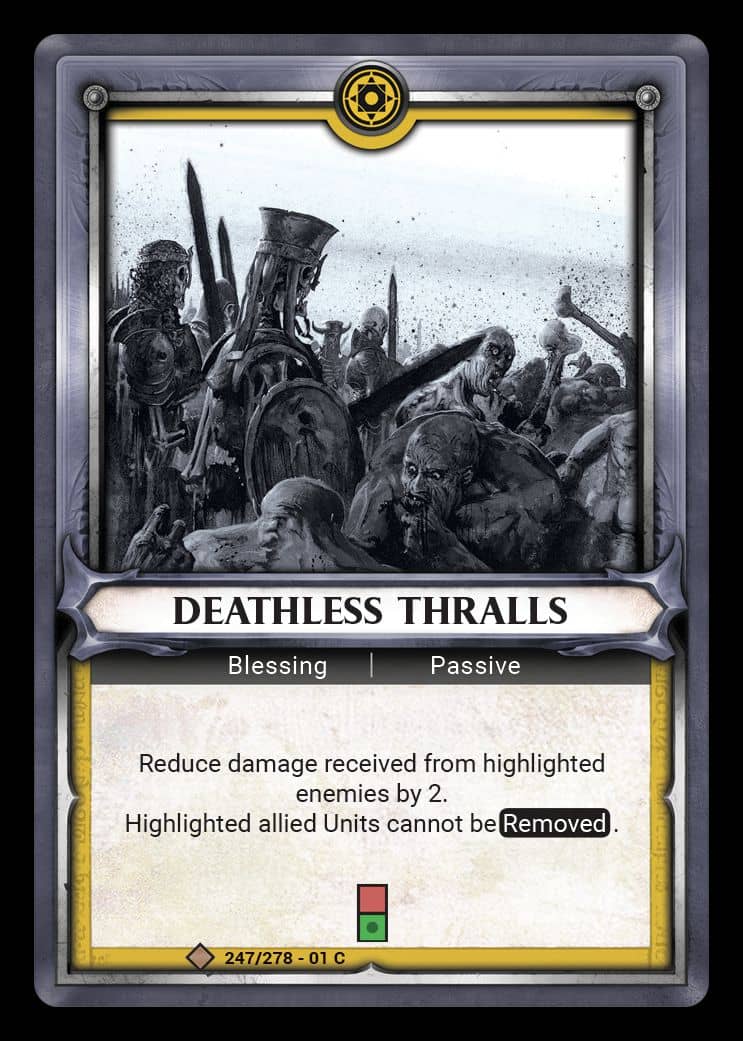 DEATHLESS THRALLS
Blessing | Passive
Reduce damage received from highlighted
enemies by 2.
Highlighted allied Units cannot be Removed.
247/278 - 01 C